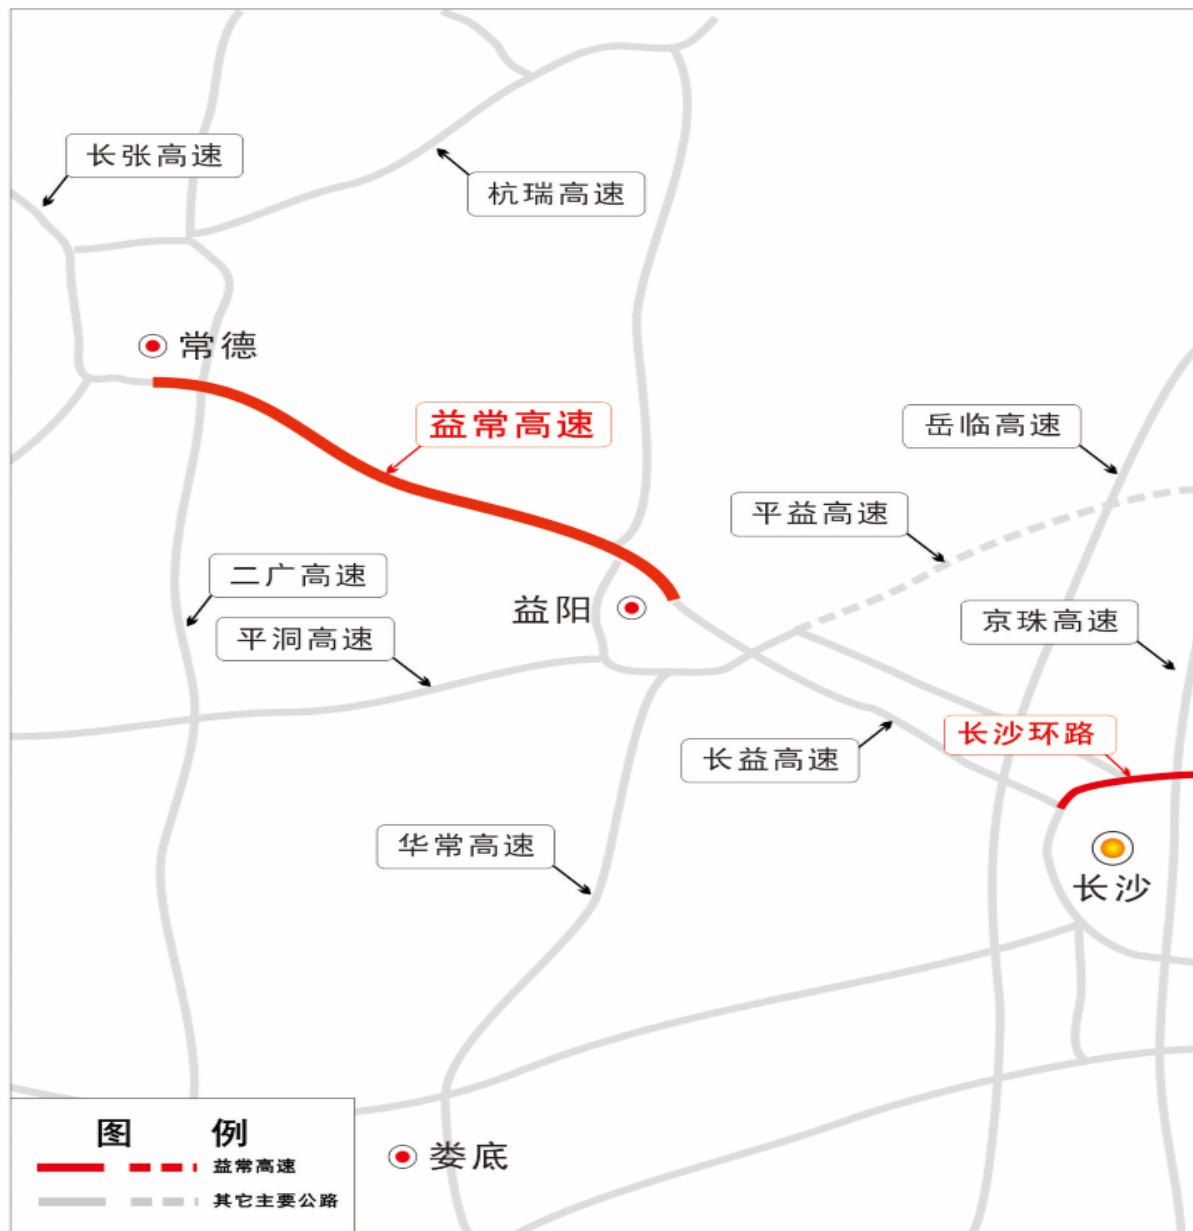 长张高速
杭瑞高速
常德
益常高速
岳临高速
平益高速
二广高速
益阳
京珠高速
平洞高速
长沙环路
长益高速
华常高速
长沙
娄底
图 例
益常高速
其它主要公路